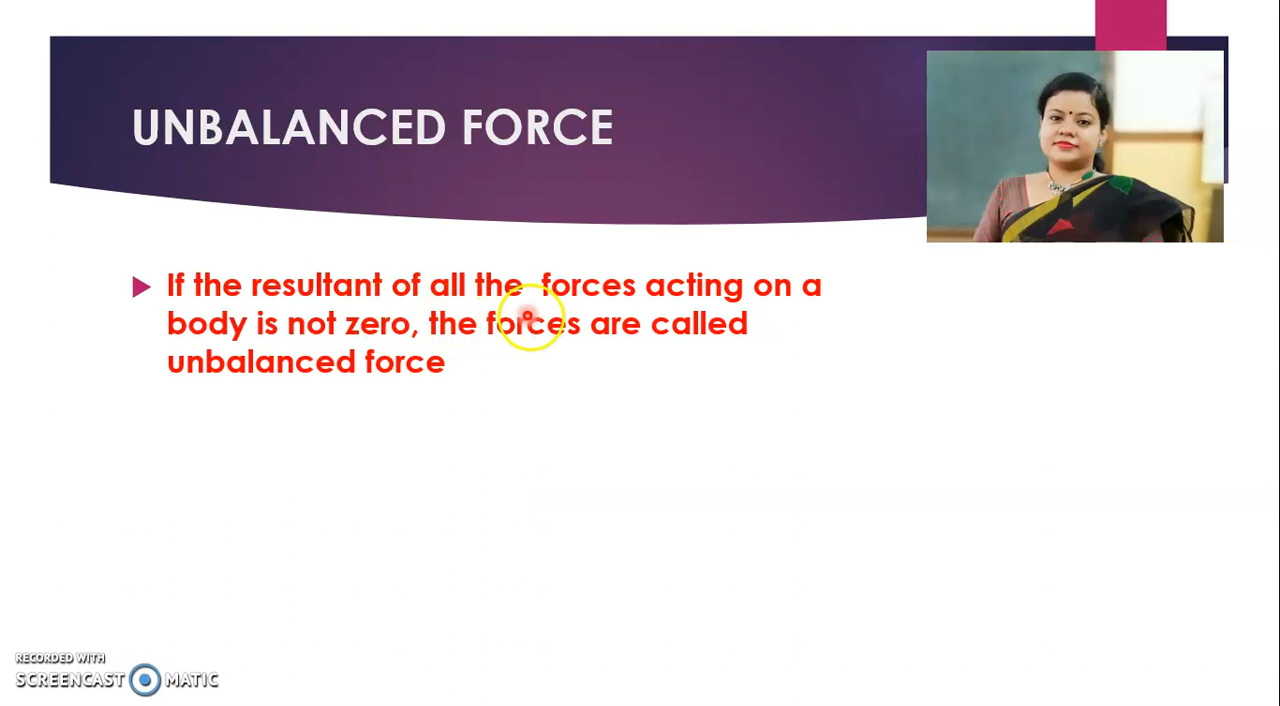 UNBALANCED FORCE
If the resultant of all the forces acting on a
body is not zero, the forces are called
unbalanced force
RECORDED WITH
SCREENCAST MATIC